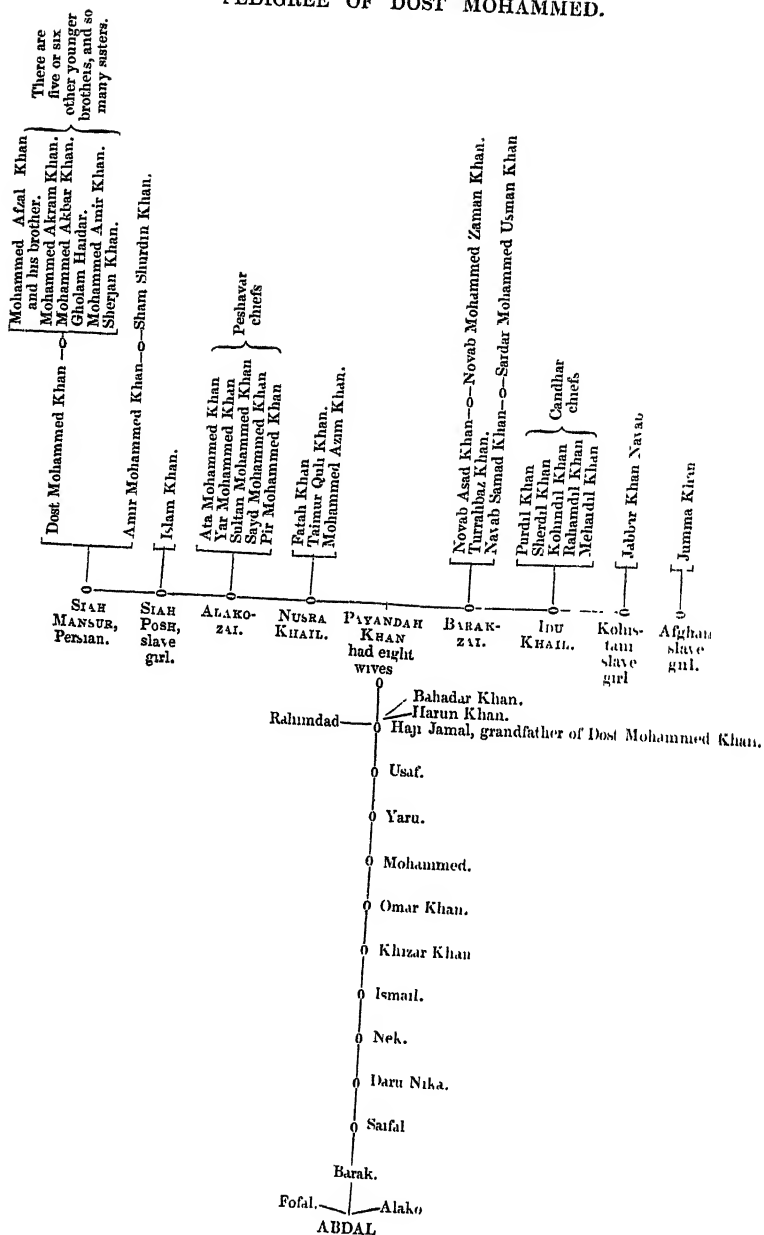 PEDIGREE OF DOST MOHAMMED.
There are
five or six
other younger
brothers, and so
many sisters.
Mohammed Afzal Khan
and his brother.
Mohammed Akram Khan.
Mohammed Akbar Khan.
Gholam Haidar.
Mohammed Amir Khan.
Sherjan Khan.
Dost Mohammed Khan
Amir Mohammed Khan—Sham Shurdin Khan.
Islam Khan.
Peshavar
chiefs
Ata Mohammed Khan
Yar Mohammed Khan
Sultan Mohammed Khan
Sayd Mohammed Khan
Pir Mohammed Khan
Fatah Khan
Taimur Quli Khan.
Mohammed Azim Khan.
Novab Asad Khan—Novab Mohammed Zaman Khan.
Turrahbaz Khan.
Navab Samad Khan—Sardar Mohammed Usman Khan
Candhar
chiefs
Purdil Khan
Sherdil Khan
Kohundil Khan
Rahamdil Khan
Mehardil Khan
Jabbar Khan Navab
Jumma Khan
SIAH
MANSUR,
Persian.
SIAH
POSH,
slave
girl.
ALAKO-
ZAI.
NUSRA
KHAIL.
PAYANDAH
KHAN
had eight
wives
BARAK-
ZAI.
IDU
KHAIL.
Kohis-
tani
slave
girl
Afghan
slave
girl.
Bahadar Khan.
Harun Khan.
Rahimdad
Haji Jamal, grandfather of Dost Mohammed Khan.
Usaf.
Yaru.
Mohammed.
Omar Khan.
Khizar Khan
Ismail.
Nek.
Daru Nika.
Saifal
Barak.
Fofal.
Alako
ABDAL